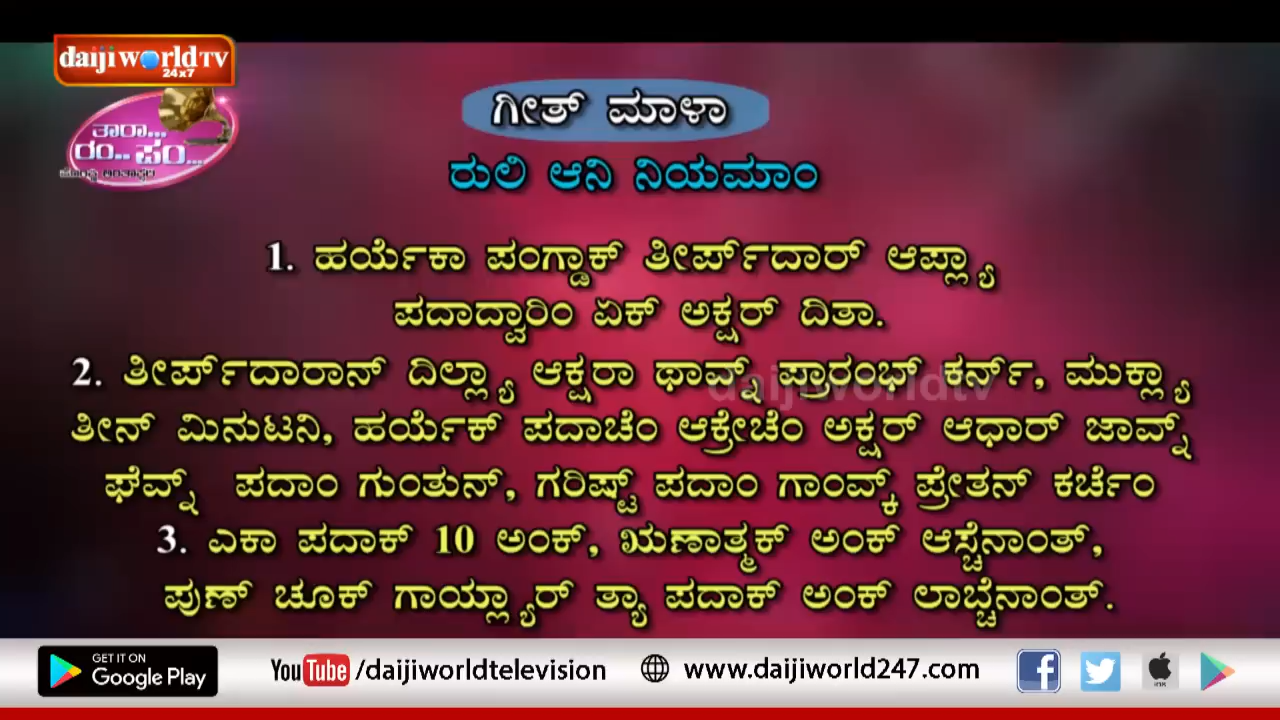 daijiworldTV
24x7
ತಾರಾ...
ರಂ.. ಪಂ...
ಗೀತ್ ಮಾಳಾ
ರುಲಿ ಆನಿ ನಿಯಮಾಂ
1. ಹರ್ಯೆಕಾ ಪಂಗ್ಡಾಕ್ ತೀರ್ಪ್‌ದಾರ್ ಆಪ್ಲ್ಯಾ
ಪದಾದ್ವಾರಿಂ ಏಕ್ ಅಕ್ಷರ್ ದಿತಾ.
2. ತೀರ್ಪ್‌ದಾರಾನ್ ದಿಲ್ಲ್ಯಾ ಆಕ್ಷರಾ ಥಾವ್ನ್ ಪ್ರಾರಂಭ್ ಕರ್ನ್, ಮುಕ್ಲ್ಯಾ
daijiworldtv
ತೀನ್ ಮಿನುಟನಿ, ಹರ್ಯೆಕ್ ಪದಾಚೆಂ ಆಕ್ರೇಚೆಂ ಅಕ್ಷರ್ ಆಧಾರ್ ಜಾವ್ನ್
ಘೆವ್ನ್ ಪದಾಂ ಗುಂತುನ್, ಗರಿಷ್ಟ್ ಪದಾಂ ಗಾಂವ್ಕ್ ಪ್ರೇತನ್ ಕರ್ಚೆಂ
3. ಎಕಾ ಪದಾಕ್ 10 ಅಂಕ್, ಋಣಾತ್ಮಕ್ ಅಂಕ್ ಆಸ್ಚೆನಾಂತ್,
ಪುಣ್ ಚೂಕ್ ಗಾಯ್ಲ್ಯಾರ್ ತ್ಯಾ ಪದಾಕ್ ಅಂಕ್ ಲಾಭ್ಚೆನಾಂತ್.
GET IT ON
Google Play
YouTube /daijiworldtelevision
www.daijiworld247.com